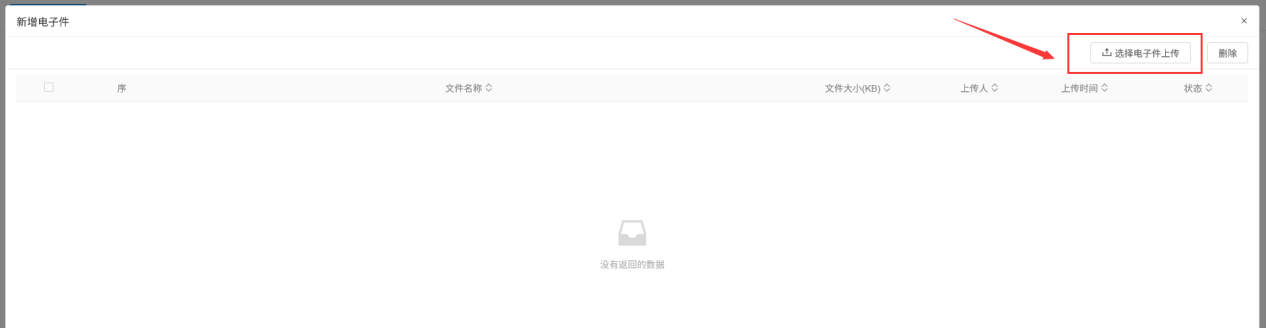 新增电子件
×
选择电子件上传 删除
序 文件名称 文件大小(KB) 上传人 上传时间 状态
没有返回的数据